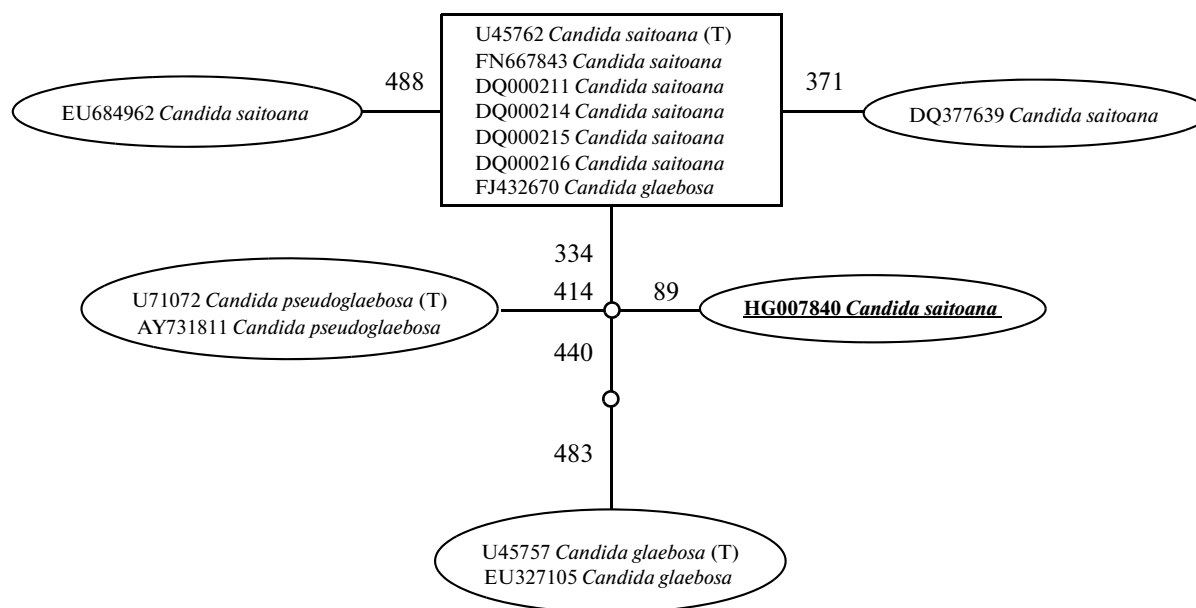 U45762 Candida saitoana (T)
FN667843 Candida saitoana
DQ000211 Candida saitoana
DQ000214 Candida saitoana
DQ000215 Candida saitoana
DQ000216 Candida saitoana
FJ432670 Candida glaebosa
488
371
EU684962 Candida saitoana
DQ377639 Candida saitoana
334
414
89
U71072 Candida pseudoglaebosa (T)
AY731811 Candida pseudoglaebosa
HG007840 Candida saitoana
440
483
U45757 Candida glaebosa (T)
EU327105 Candida glaebosa